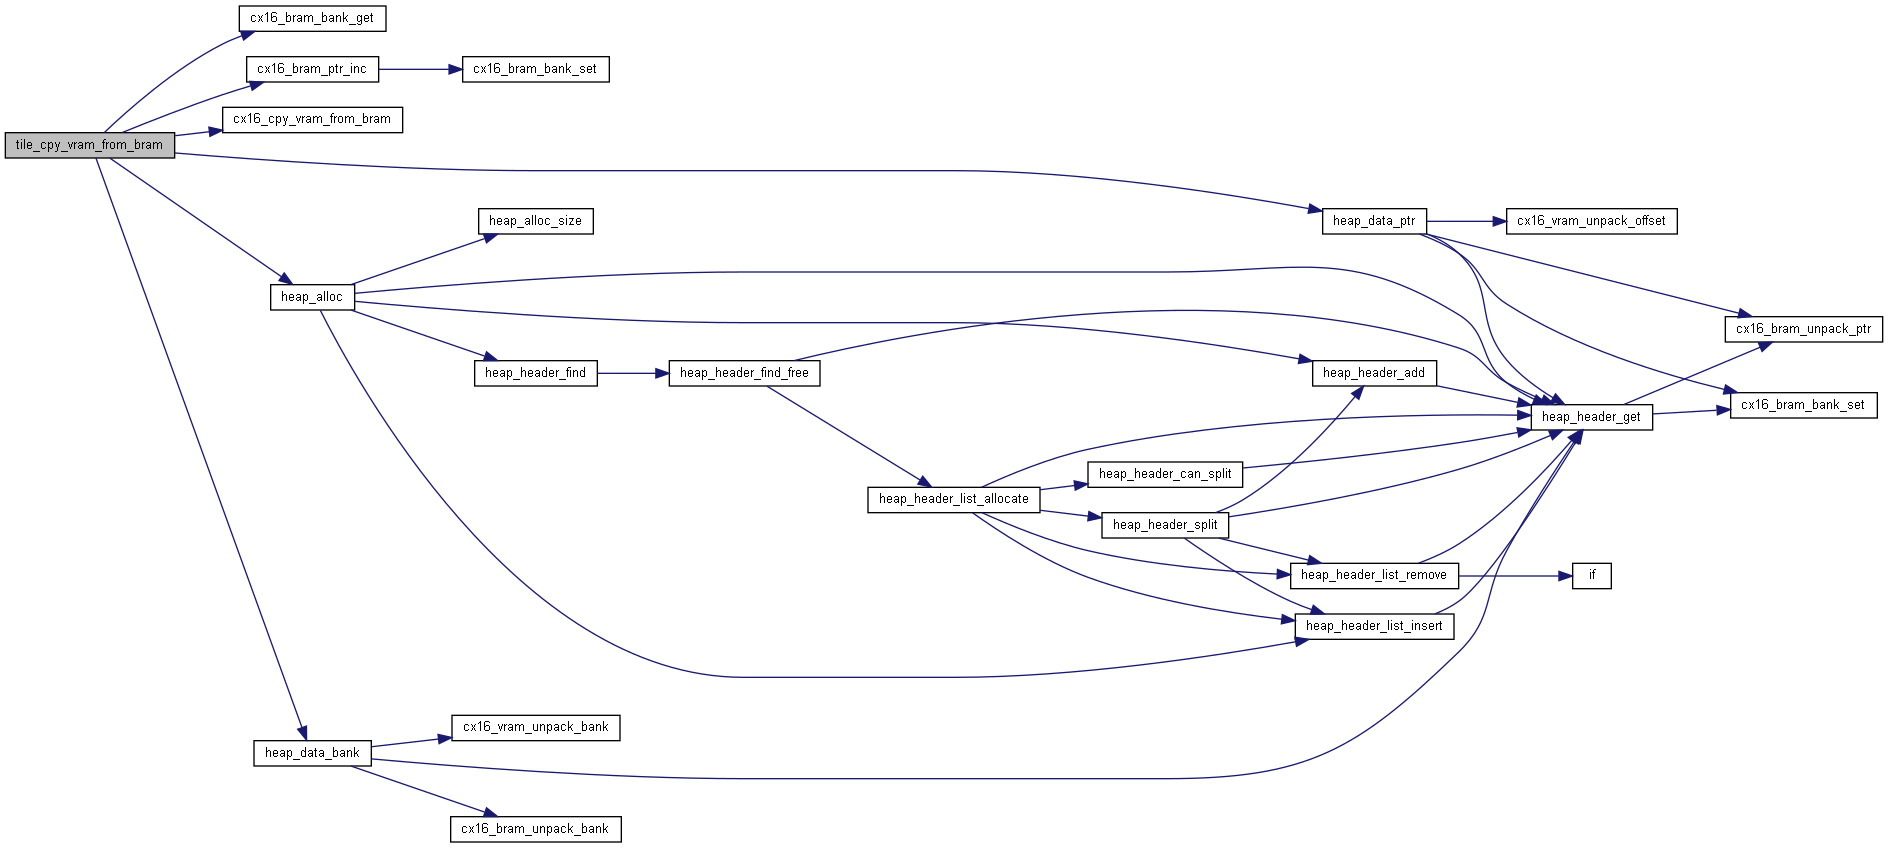 cx16_bram_bank_get
cx16_bram_ptr_inc
cx16_bram_bank_set
cx16_cpy_vram_from_bram
tile_cpy_vram_from_bram
heap_alloc_size
heap_data_ptr
cx16_vram_unpack_offset
heap_alloc
cx16_bram_unpack_ptr
heap_header_find
heap_header_find_free
heap_header_add
cx16_bram_bank_set
heap_header_get
heap_header_can_split
heap_header_list_allocate
heap_header_split
heap_header_list_remove
if
heap_header_list_insert
cx16_vram_unpack_bank
heap_data_bank
cx16_bram_unpack_bank